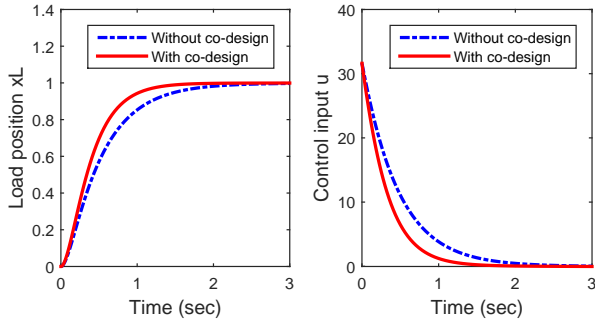 Load position xL
1.4
1.2
1
0.8
0.6
0.4
0.2
0
0 1 2 3
Time (sec)
Without co-design
With co-design
Control input u
40
30
20
10
0
0 1 2 3
Time (sec)
Without co-design
With co-design